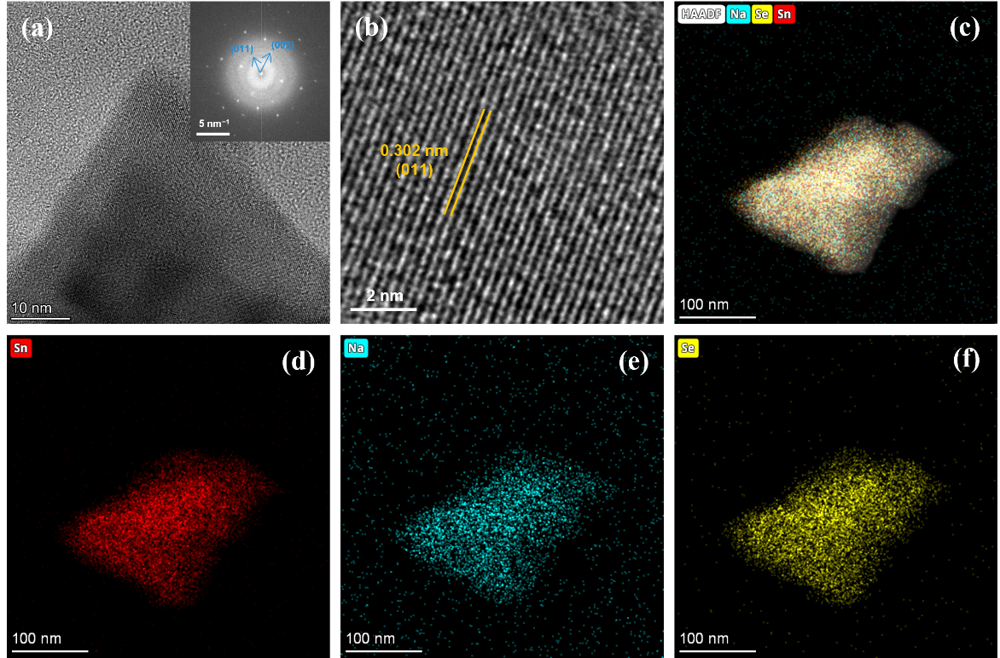 (a)
(011)
(002)
5 nm⁻¹
10 nm
(b)
0.302 nm
(011)
2 nm
HAADF Na Se Sn
(c)
100 nm
Sn
(d)
100 nm
Na
(e)
100 nm
Se
(f)
100 nm